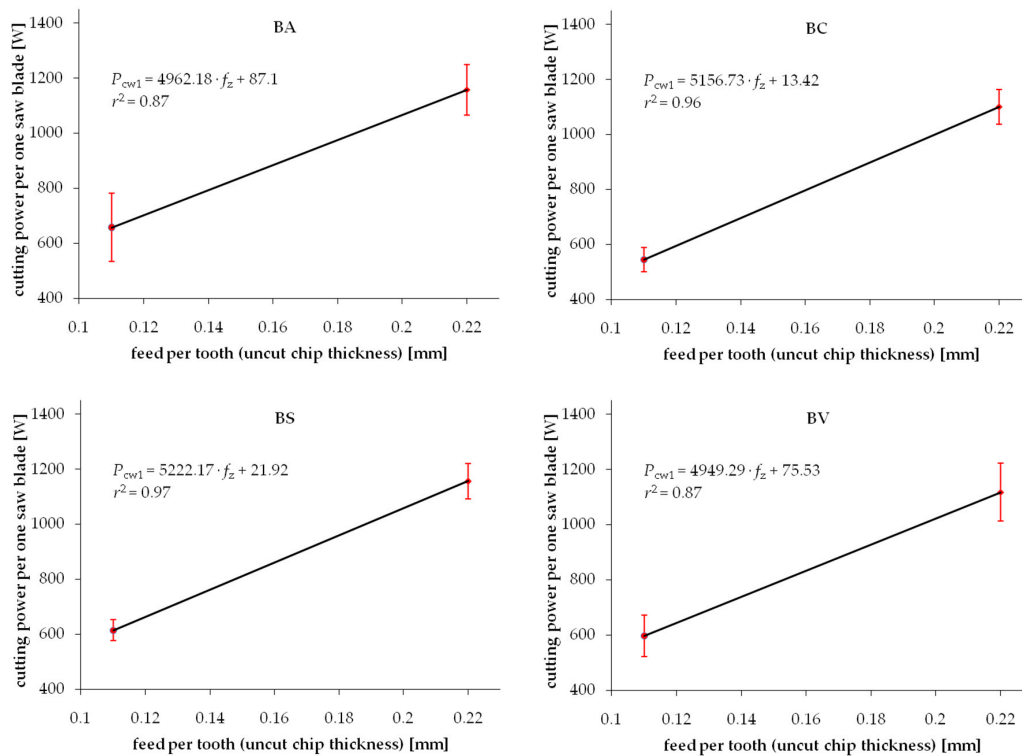 BA
cutting power per one saw blade [W]
1400
1200
1000
800
600
400
P_cw1 = 4962.18 · f_z + 87.1
r² = 0.87
0.1 0.12 0.14 0.16 0.18 0.2 0.22
feed per tooth (uncut chip thickness) [mm]
BC
cutting power per one saw blade [W]
1400
1200
1000
800
600
400
P_cw1 = 5156.73 · f_z + 13.42
r² = 0.96
0.1 0.12 0.14 0.16 0.18 0.2 0.22
feed per tooth (uncut chip thickness) [mm]
BS
cutting power per one saw blade [W]
1400
1200
1000
800
600
400
P_cw1 = 5222.17 · f_z + 21.92
r² = 0.97
0.1 0.12 0.14 0.16 0.18 0.2 0.22
feed per tooth (uncut chip thickness) [mm]
BV
cutting power per one saw blade [W]
1400
1200
1000
800
600
400
P_cw1 = 4949.29 · f_z + 75.53
r² = 0.87
0.1 0.12 0.14 0.16 0.18 0.2 0.22
feed per tooth (uncut chip thickness) [mm]